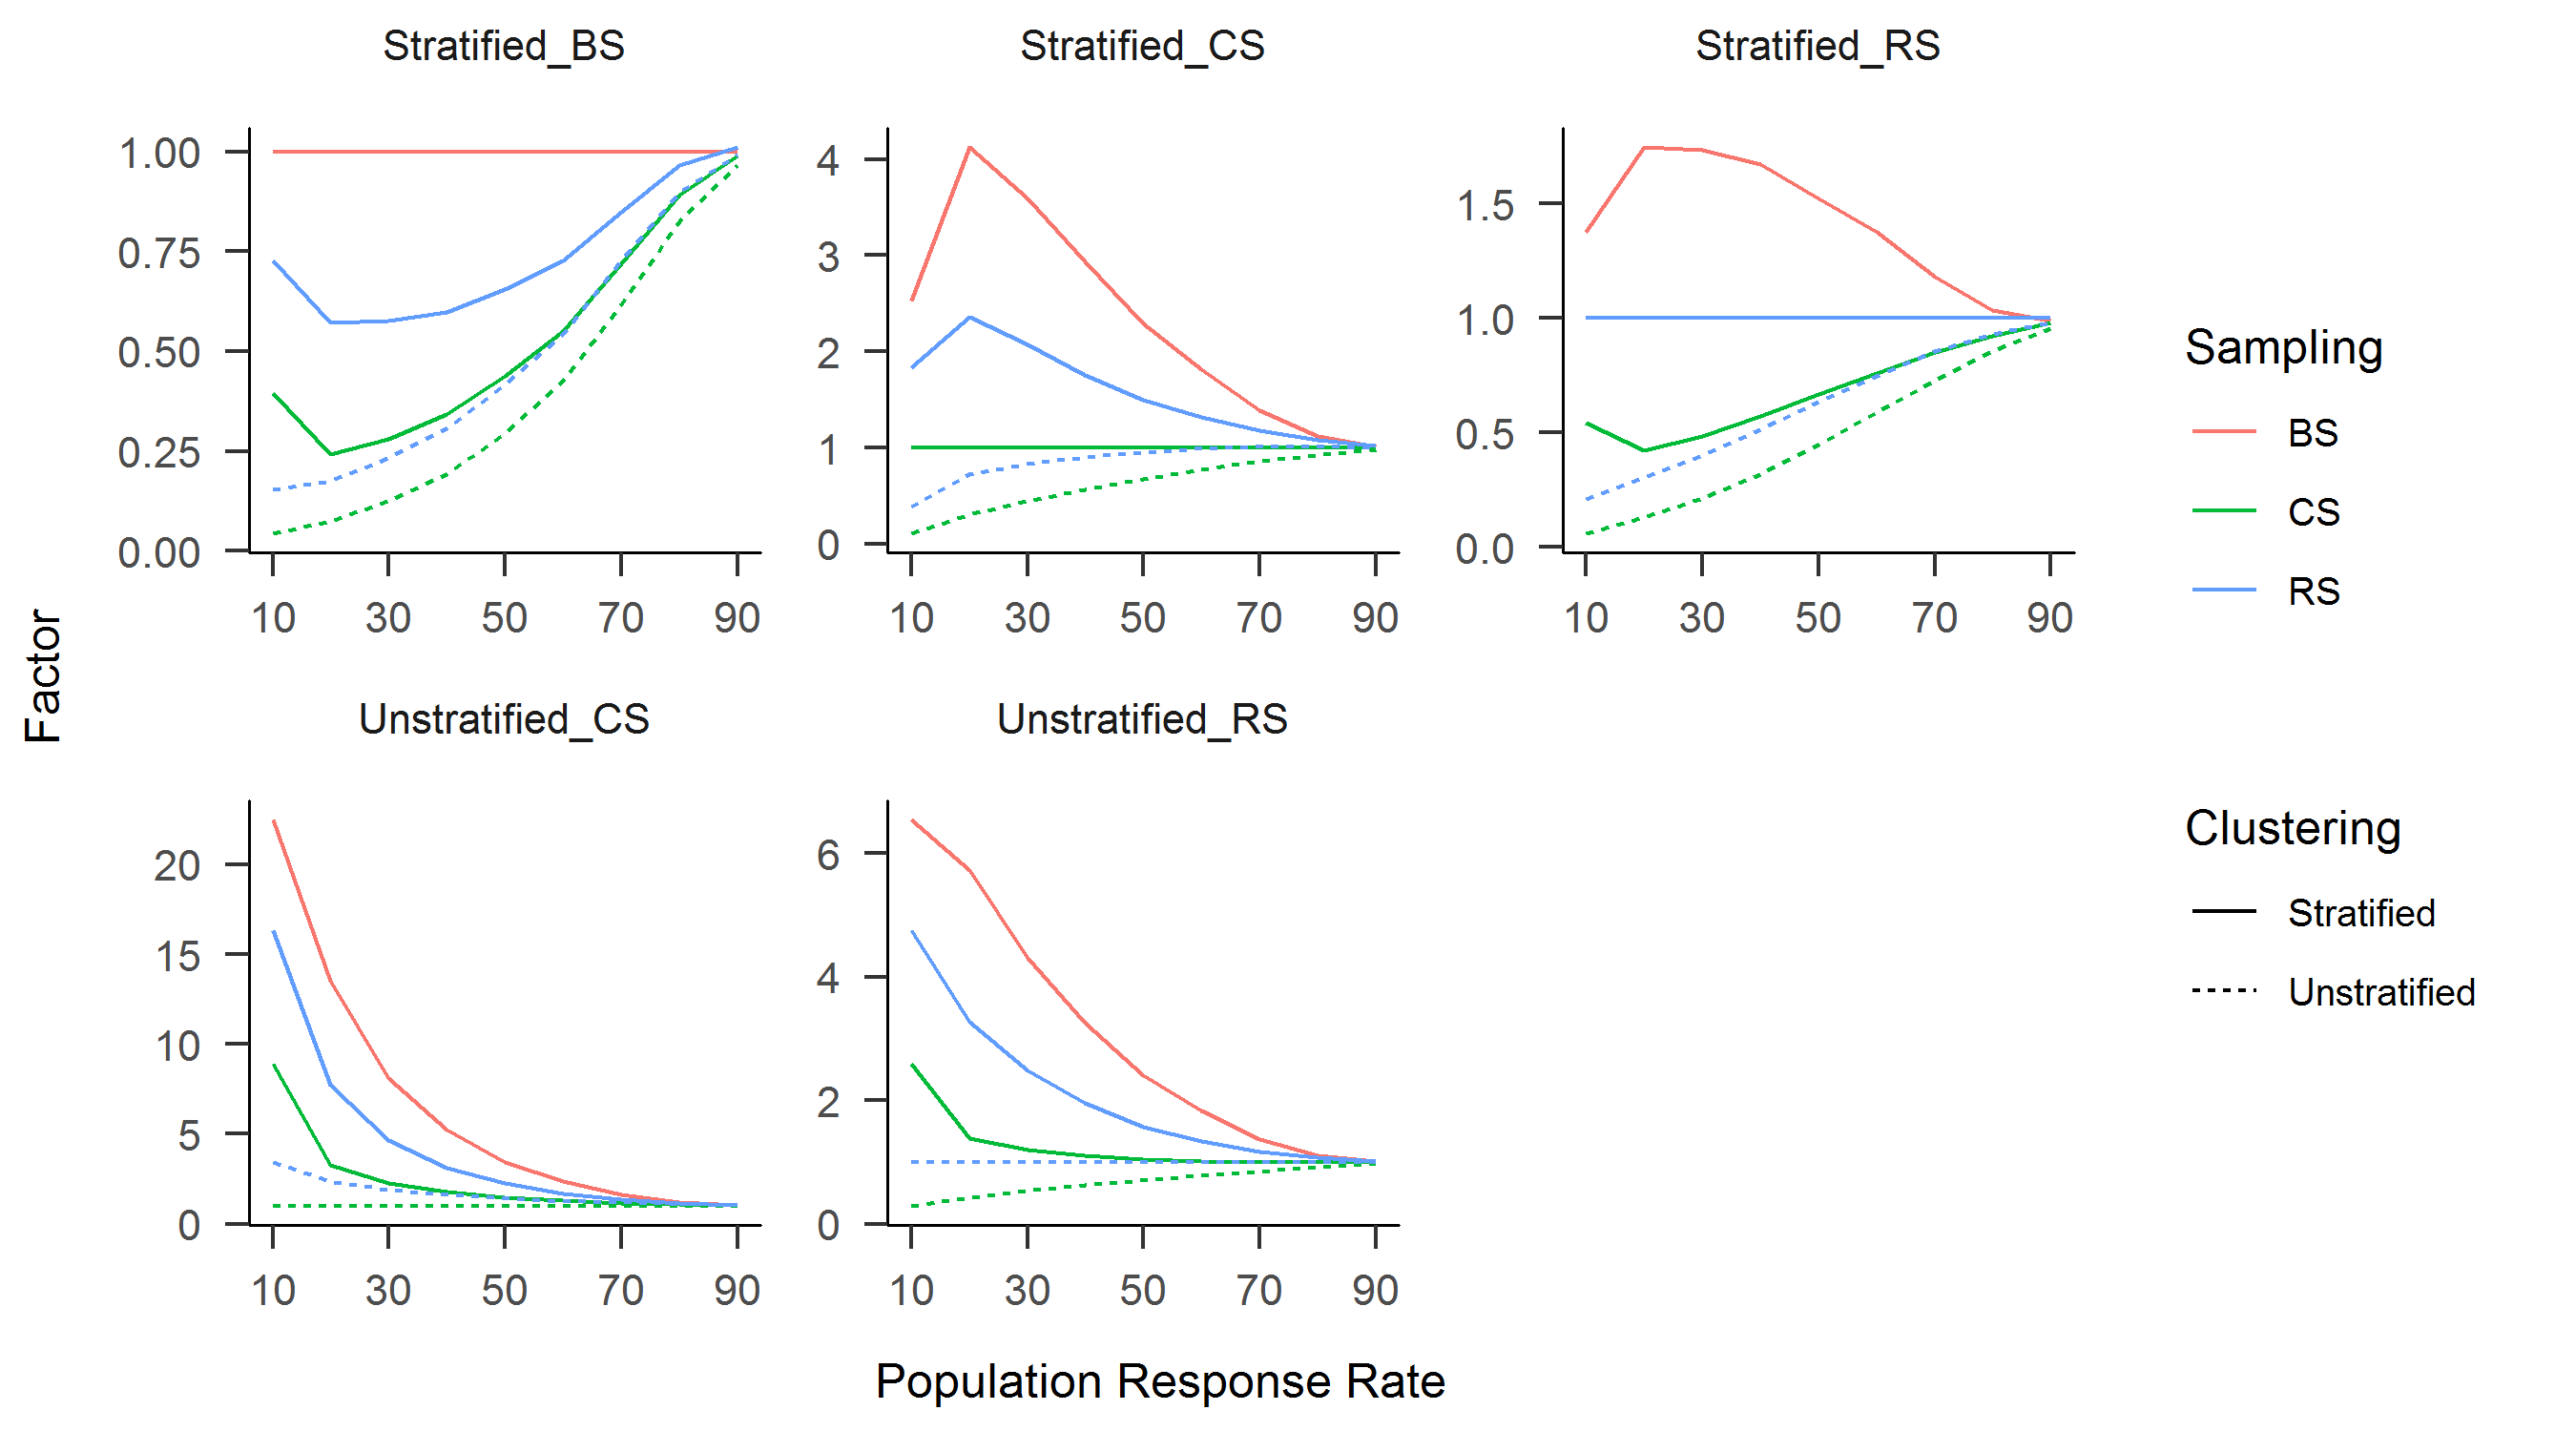 Stratified_BS
Stratified_CS
Stratified_RS
1.00
0.75
0.50
0.25
0.00
10 30 50 70 90
4
3
2
1
0
10 30 50 70 90
1.5
1.0
0.5
0.0
10 30 50 70 90
Factor
Unstratified_CS
Unstratified_RS
20
15
10
5
0
10 30 50 70 90
6
4
2
0
10 30 50 70 90
Population Response Rate
Sampling
BS
CS
RS
Clustering
Stratified
Unstratified